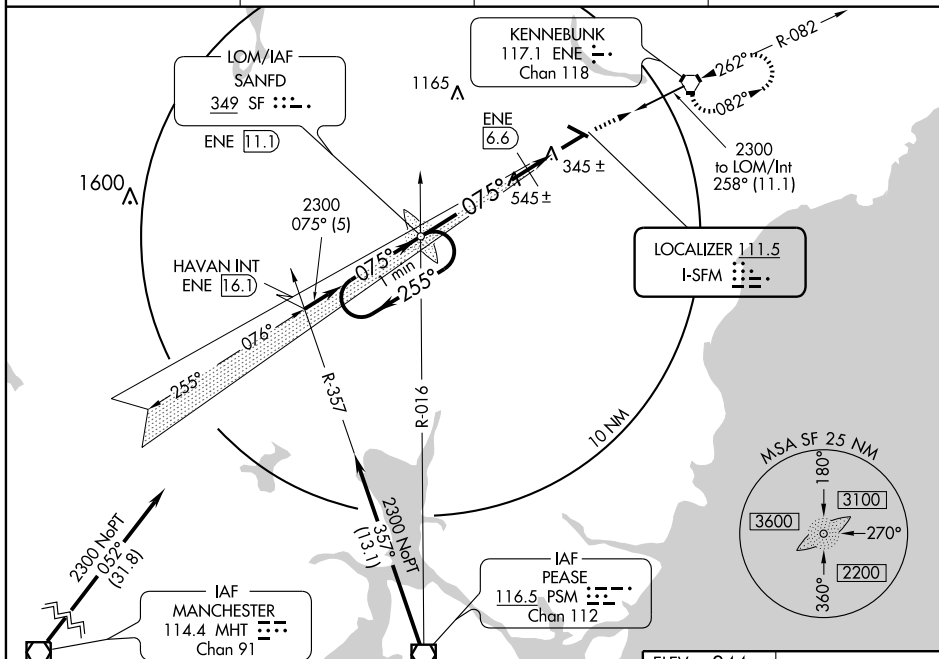 KENNEBUNK
117.1 ENE
Chan 118
R-082
262°
082°
LOM/IAF
SANFD
349 SF
ENE 11.1
1165
ENE
6.6
345 ±
545 ±
2300
to LOM/Int
258° (11.1)
1600
2300
075° (5)
075°
LOCALIZER 111.5
I-SFM
HAVAN INT
ENE 16.1
075°
1 min
255°
076°
255°
R-357
R-016
10 NM
MSA SF 25 NM
180°
3100
3600
270°
2200
360°
2300 NoPT
357°
(13.1)
2300 NoPT
052°
(31.8)
IAF
MANCHESTER
114.4 MHT
Chan 91
IAF
PEASE
116.5 PSM
Chan 112